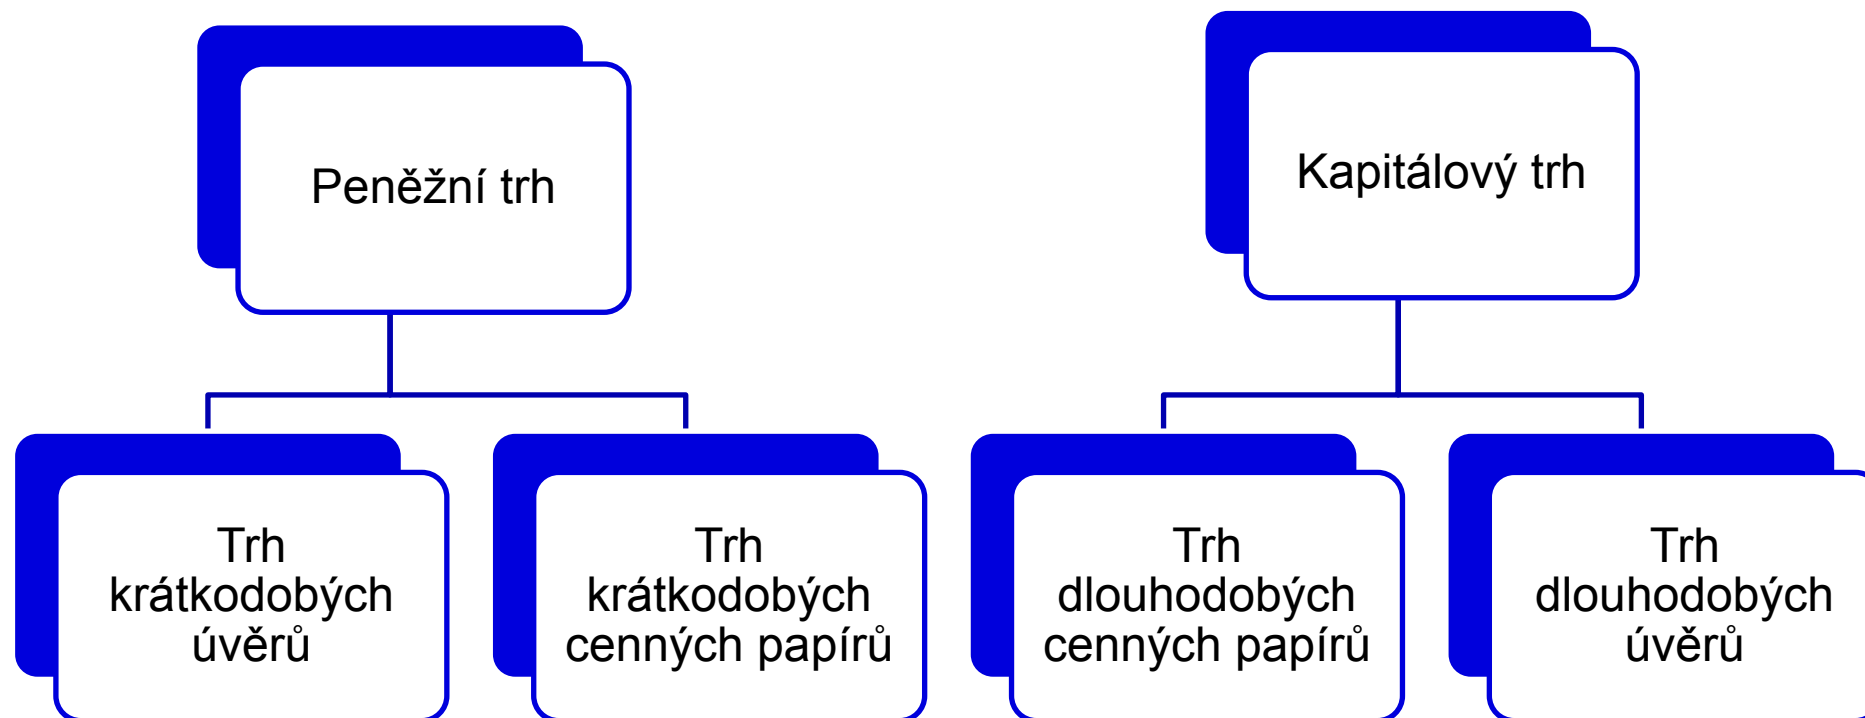 Peněžní trh
Kapitálový trh
Trh
krátkodobých
úvěrů
Trh
krátkodobých
cenných papírů
Trh
dlouhodobých
cenných papírů
Trh
dlouhodobých
úvěrů